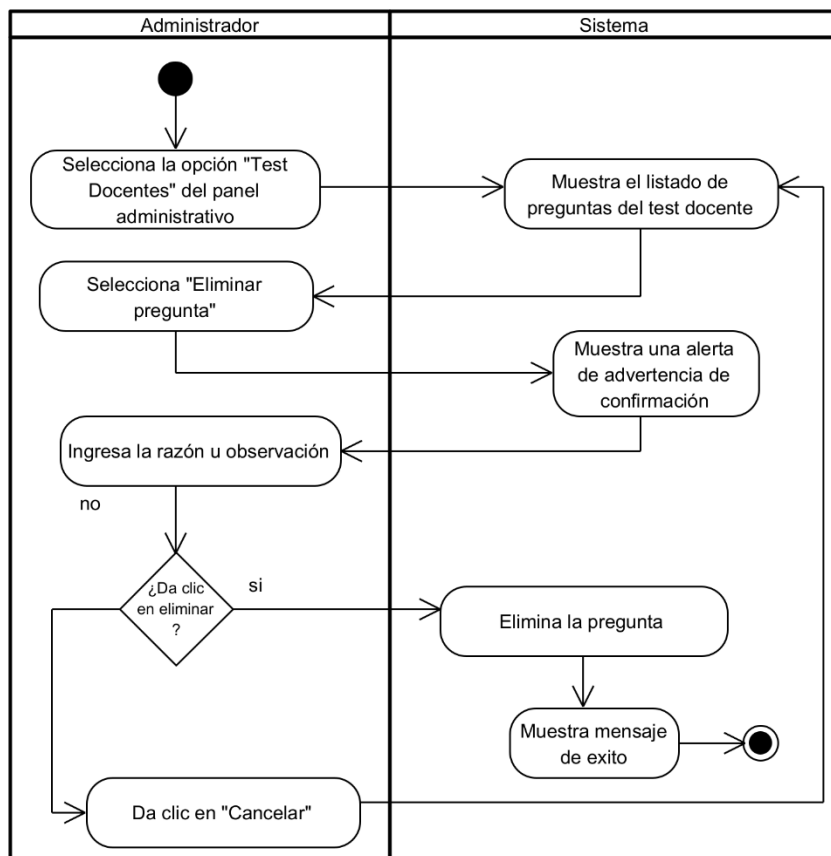 Administrador
Sistema
Selecciona la opción "Test
Docentes" del panel
administrativo
Muestra el listado de
preguntas del test docente
Selecciona "Eliminar
pregunta"
Muestra una alerta
de advertencia de
confirmación
Ingresa la razón u observación
no
¿Da clic
en eliminar
?
si
Elimina la pregunta
Muestra mensaje
de exito
Da clic en "Cancelar"